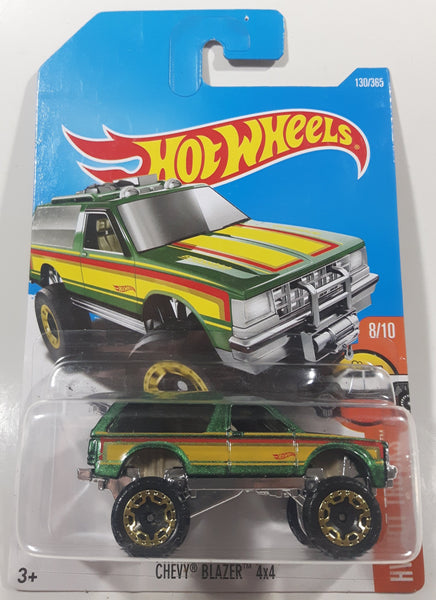 130/365
Hot Wheels
8/10
3+
CHEVY® BLAZER™ 4x4